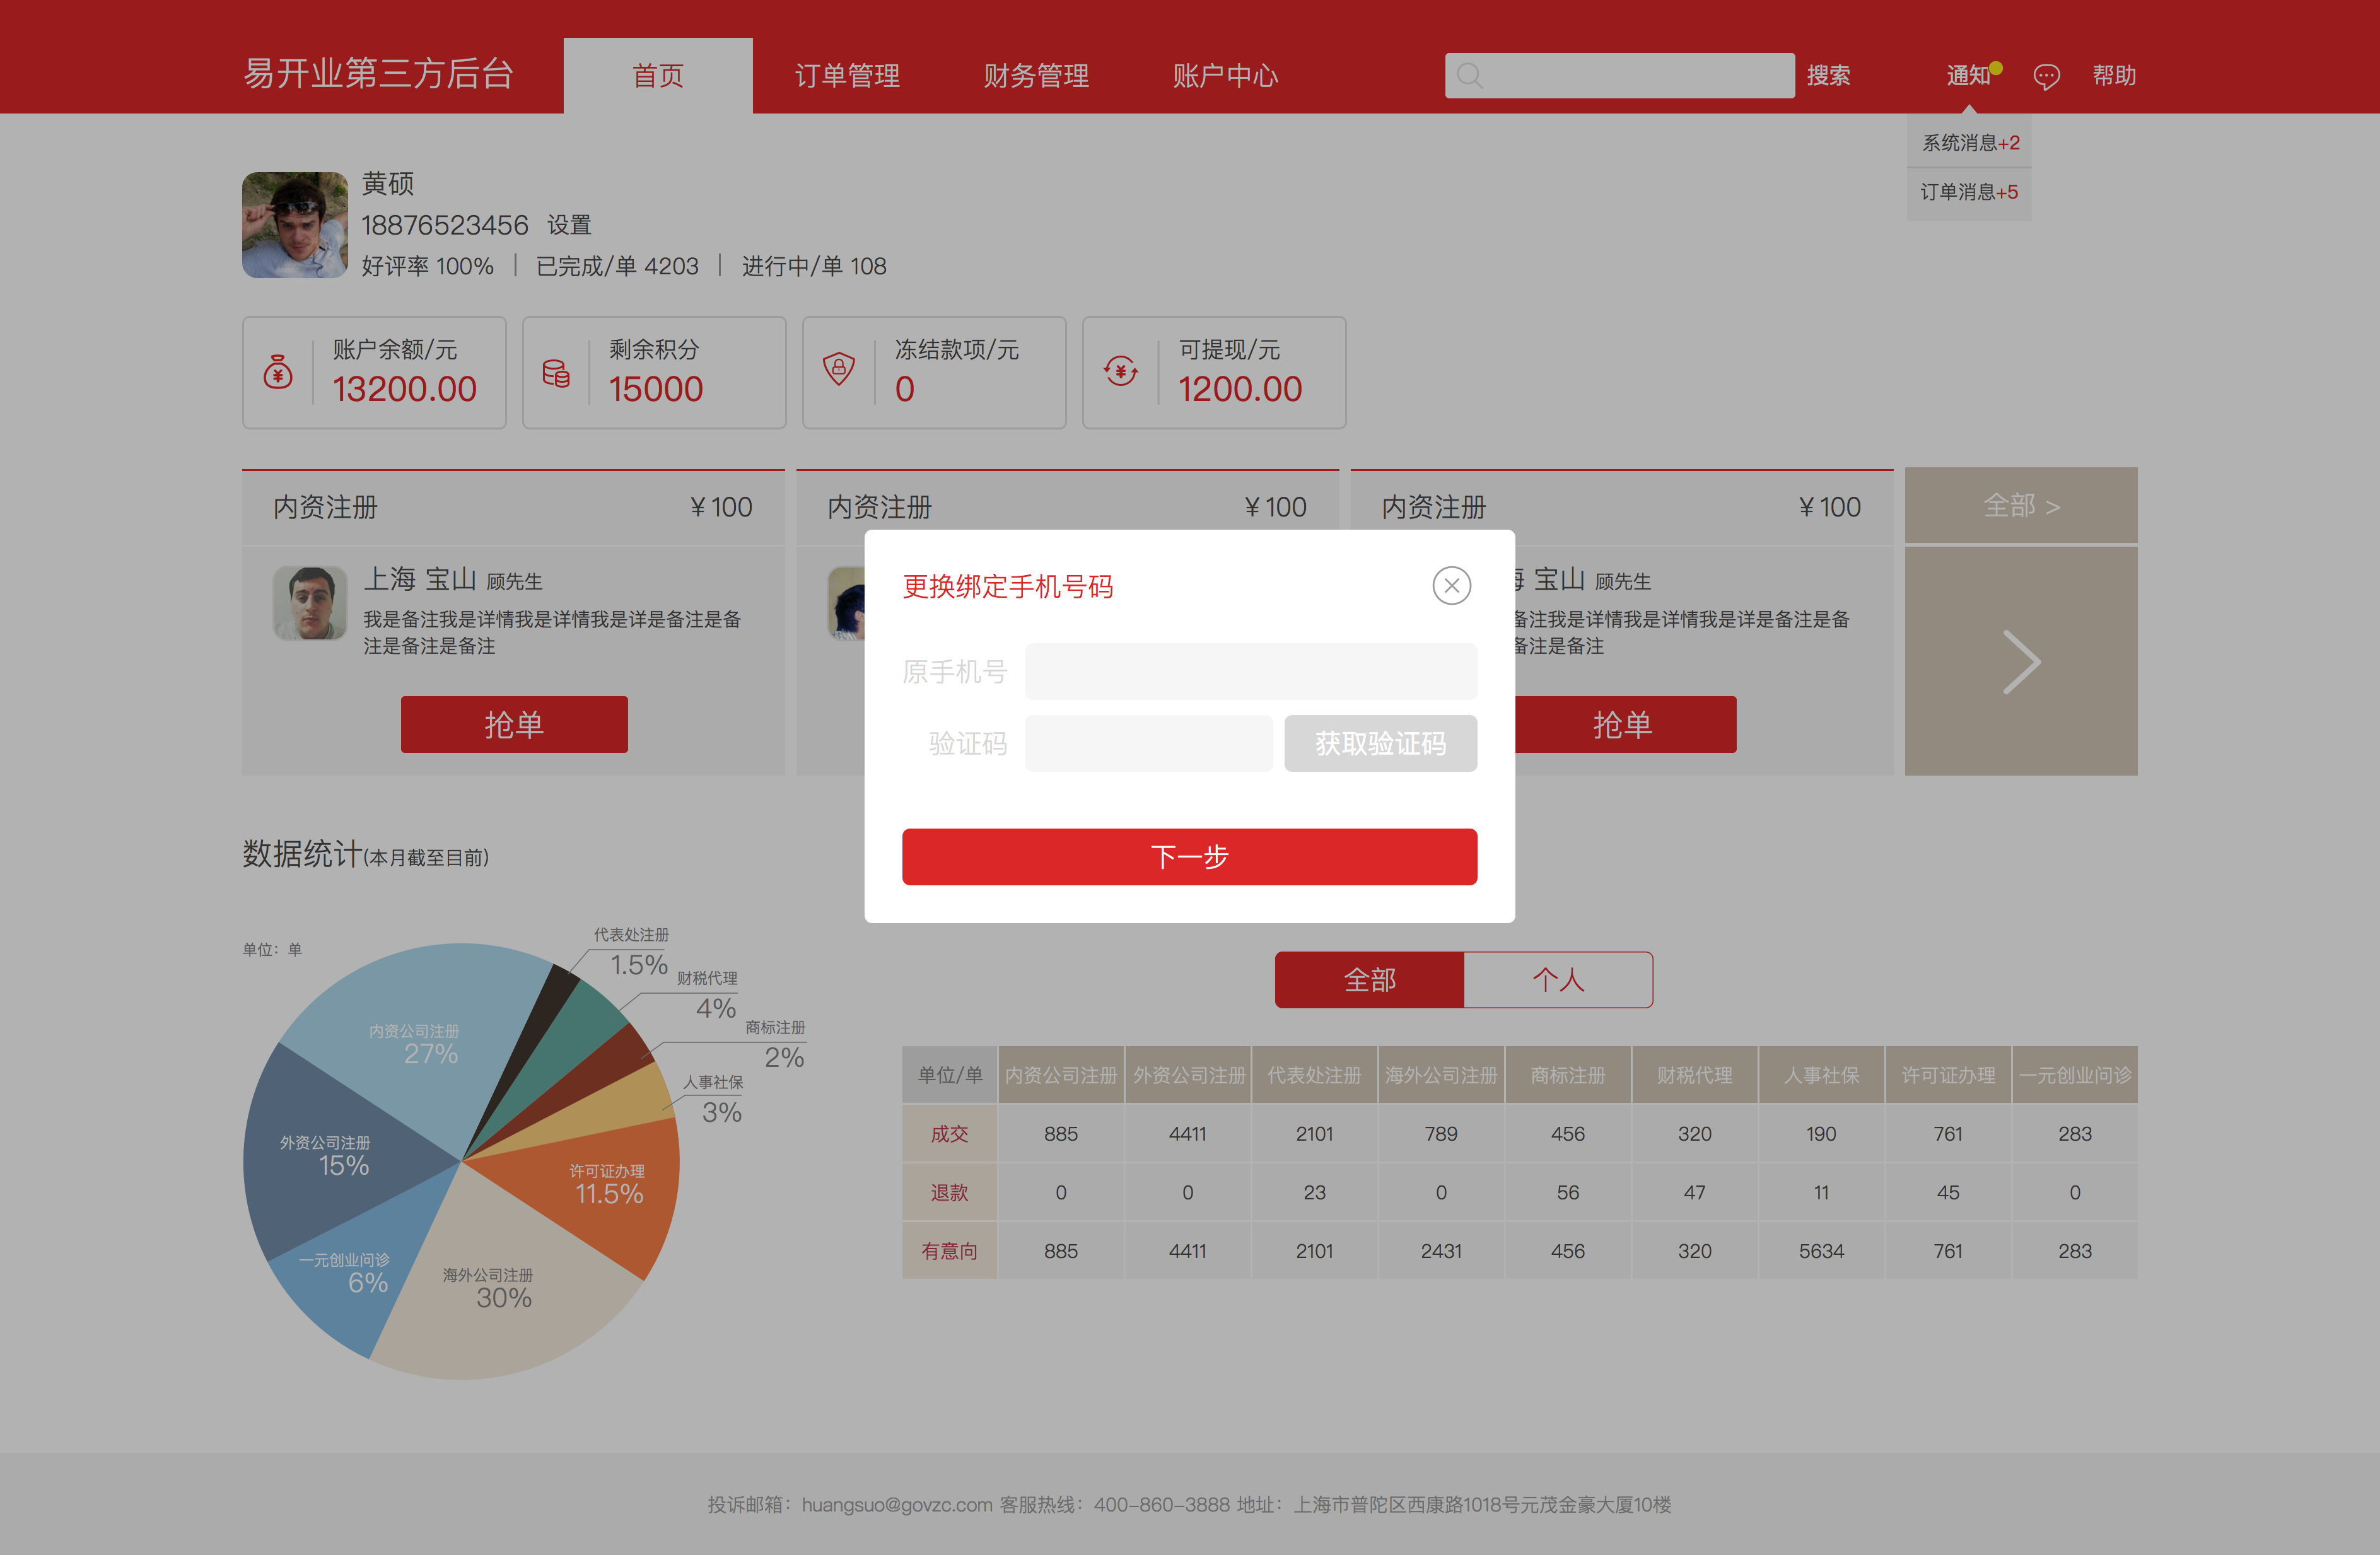 易开业第三方后台 首页 订单管理 财务管理 账户中心 搜索 通知 帮助
系统消息+2
订单消息+5
黄硕
18876523456 设置
好评率 100% | 已完成/单 4203 | 进行中/单 108
账户余额/元 剩余积分 冻结款项/元 可提现/元
13200.00 15000 0 1200.00
内资注册 ¥100 内资注册 ¥100 内资注册 ¥100 全部 >
上海 宝山 顾先生
我是备注我是详情我是详情我是详是备注是备
注是备注是备注
抢单
宝山 顾先生
备注我是详情我是详情我是详是备注是备
备注是备注
抢单
更换绑定手机号码
原手机号
验证码 获取验证码
下一步
数据统计(本月截至目前)
单位：单
代表处注册
1.5%
财税代理
4%
商标注册
2%
人事社保
3%
内资公司注册
27%
外资公司注册
15%
许可证办理
11.5%
一元创业问诊
6%
海外公司注册
30%
全部 个人
单位/单 内资公司注册 外资公司注册 代表处注册 海外公司注册 商标注册 财税代理 人事社保 许可证办理 一元创业问诊
成交 885 4411 2101 789 456 320 190 761 283
退款 0 0 23 0 56 47 11 45 0
有意向 885 4411 2101 2431 456 320 5634 761 283
投诉邮箱：huangsuo@govzc.com 客服热线：400-860-3888 地址：上海市普陀区西康路1018号元茂金豪大厦10楼